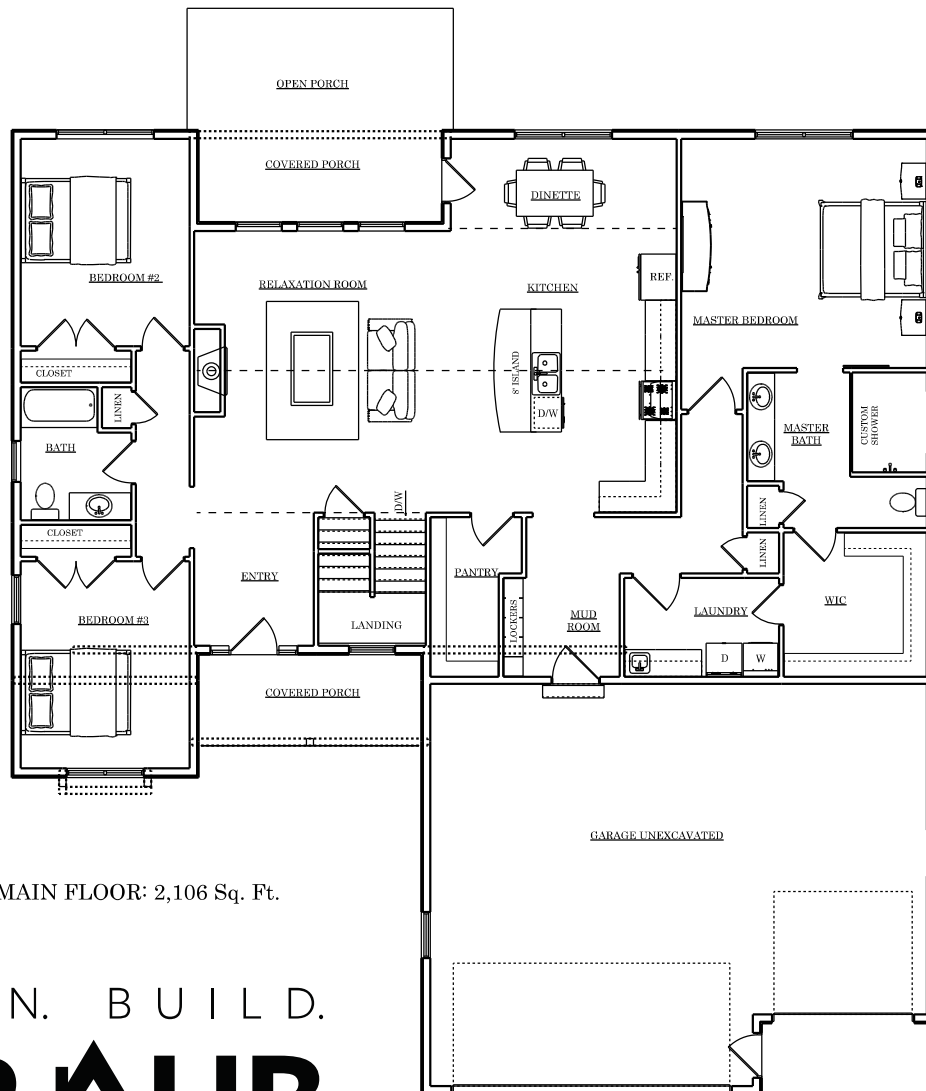 OPEN PORCH
COVERED PORCH
DINETTE
BEDROOM #2
RELAXATION ROOM
KITCHEN
REF.
MASTER BEDROOM
CLOSET
8' ISLAND
D/W
LINEN
BATH
MASTER
BATH
CUSTOM
SHOWER
D/W
LINEN
CLOSET
LINEN
ENTRY
PANTRY
BEDROOM #3
LANDING
LOCKERS
MUD
ROOM
LAUNDRY
WIC
D
W
COVERED PORCH
GARAGE UNEXCAVATED
MAIN FLOOR: 2,106 Sq. Ft.
N. BUILD.